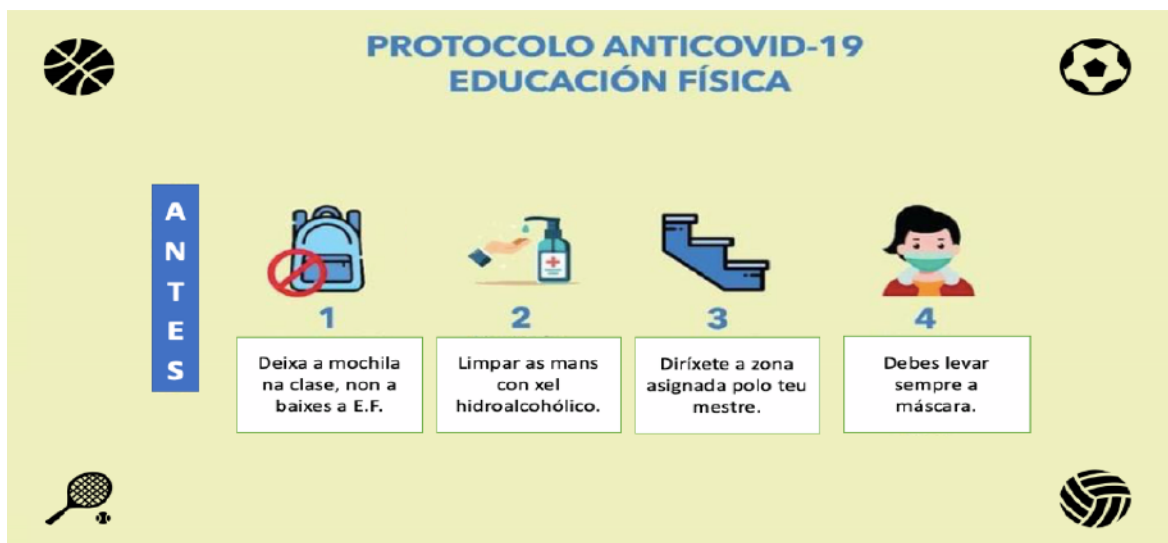 PROTOCOLO ANTICOVID-19
EDUCACIÓN FÍSICA
ANTES
1
Deixa a mochila
na clase, non a
baixes a E.F.
2
Limpar as mans
con xel
hidroalcohólico.
3
Diríxete a zona
asignada polo teu
mestre.
4
Debes levar
sempre a
máscara.